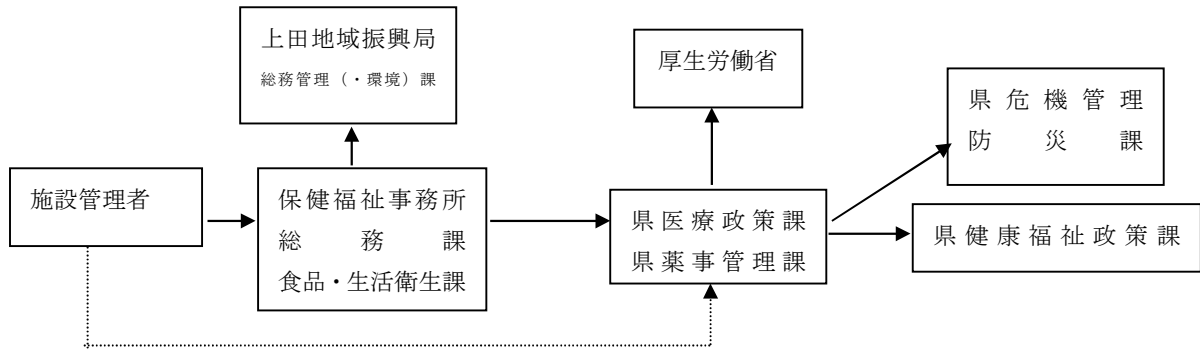 上田地域振興局
総務管理（・環境）課
厚生労働省
県危機管理
防災課
施設管理者
保健福祉事務所
総務課
食品・生活衛生課
県医療政策課
県薬事管理課
県健康福祉政策課